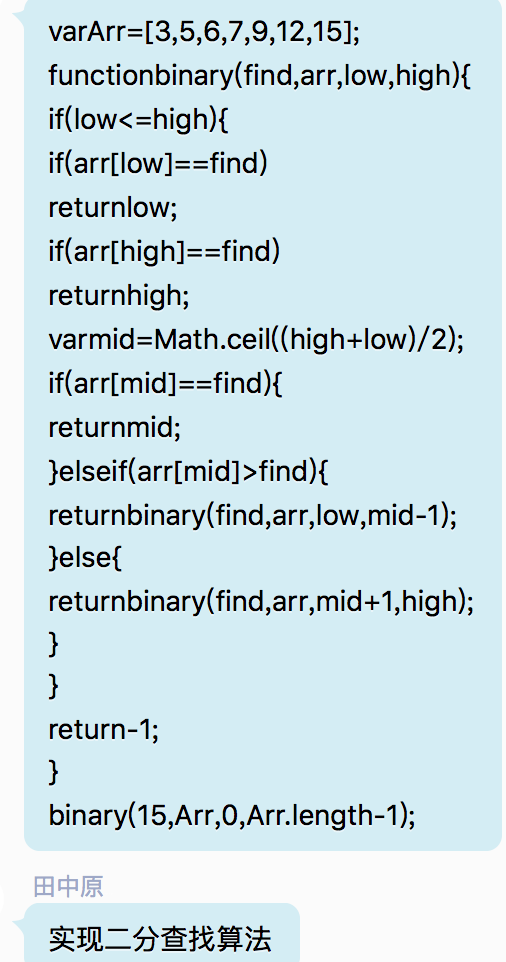 varArr=[3,5,6,7,9,12,15];
functionbinary(find,arr,low,high){
if(low<=high){
if(arr[low]==find)
returnlow;
if(arr[high]==find)
returnhigh;
varmid=Math.ceil((high+low)/2);
if(arr[mid]==find){
returnmid;
}elseif(arr[mid]>find){
returnbinary(find,arr,low,mid-1);
}else{
returnbinary(find,arr,mid+1,high);
}
}
return-1;
}
binary(15,Arr,0,Arr.length-1);
田中原
实现二分查找算法